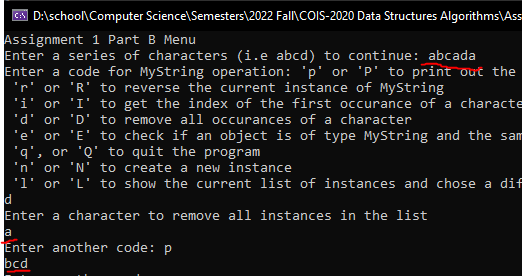 D:\school\Computer Science\Semesters\2022 Fall\COIS-2020 Data Structures Algorithms\Ass
Assignment 1 Part B Menu
Enter a series of characters (i.e abcd) to continue: abcada
Enter a code for MyString operation: 'p' or 'P' to print out the
'r' or 'R' to reverse the current instance of MyString
'i' or 'I' to get the index of the first occurance of a characte
'd' or 'D' to remove all occurances of a character
'e' or 'E' to check if an object is of type MyString and the sam
'q', or 'Q' to quit the program
'n' or 'N' to create a new instance
'l' or 'L' to show the current list of instances and chose a dif
d
Enter a character to remove all instances in the list
a
Enter another code: p
bcd